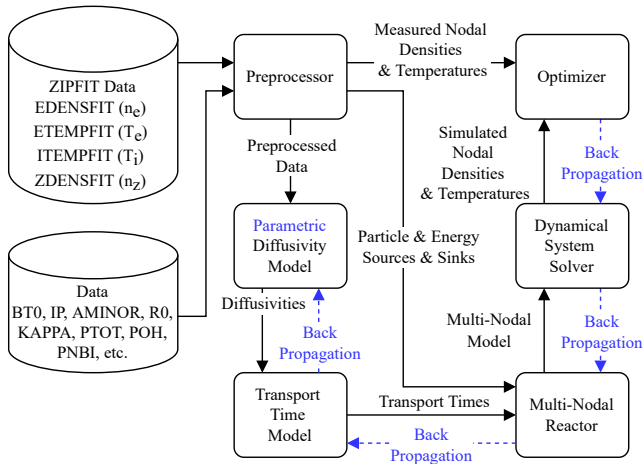 ZIPFIT Data
EDENSFIT (ne)
ETEMPFIT (Te)
ITEMPFIT (Ti)
ZDENSFIT (nz)
Data
BT0, IP, AMINOR, R0,
KAPPA, PTOT, POH,
PNBI, etc.
Preprocessor
Measured Nodal
Densities
& Temperatures
Optimizer
Preprocessed
Data
Simulated
Nodal
Densities
& Temperatures
Back
Propagation
Parametric
Diffusivity
Model
Particle & Energy
Sources & Sinks
Dynamical
System
Solver
Diffusivities
Back
Propagation
Multi-Nodal
Model
Back
Propagation
Transport
Time
Model
Transport Times
Back
Propagation
Multi-Nodal
Reactor